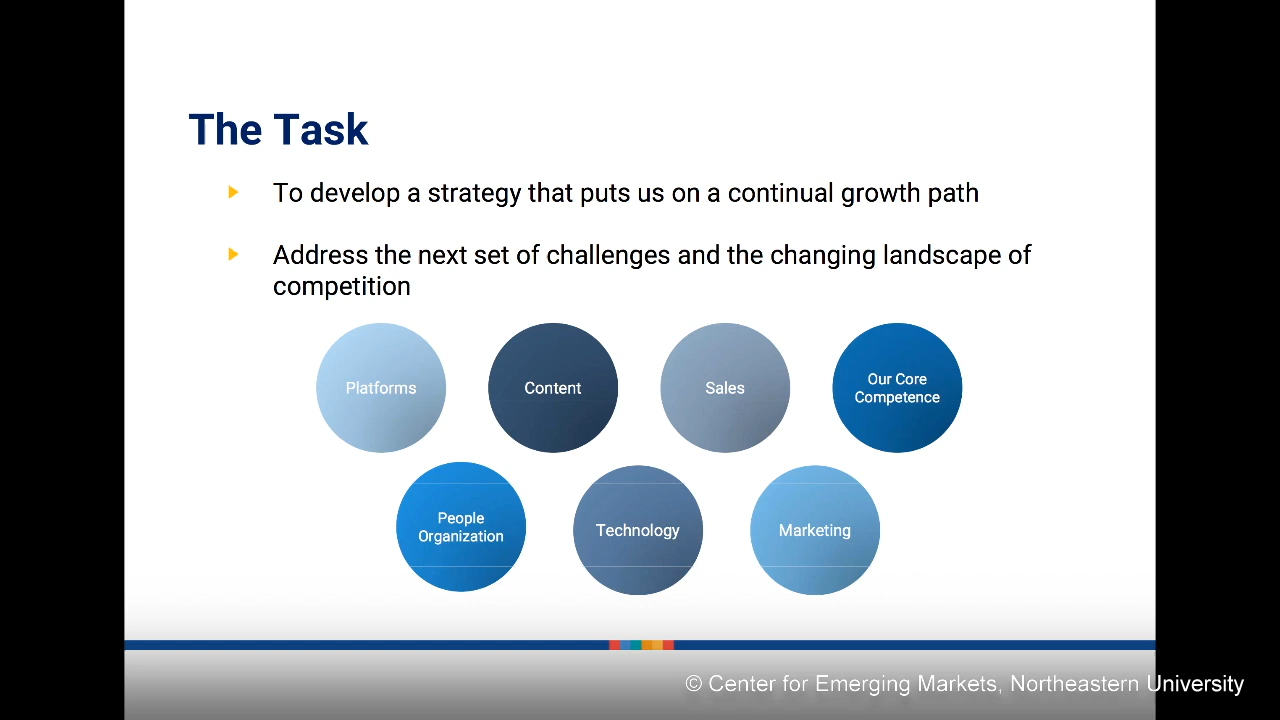 The Task
To develop a strategy that puts us on a continual growth path
Address the next set of challenges and the changing landscape of
competition
Platforms
Content
Sales
Our Core
Competence
People
Organization
Technology
Marketing
© Center for Emerging Markets, Northeastern University